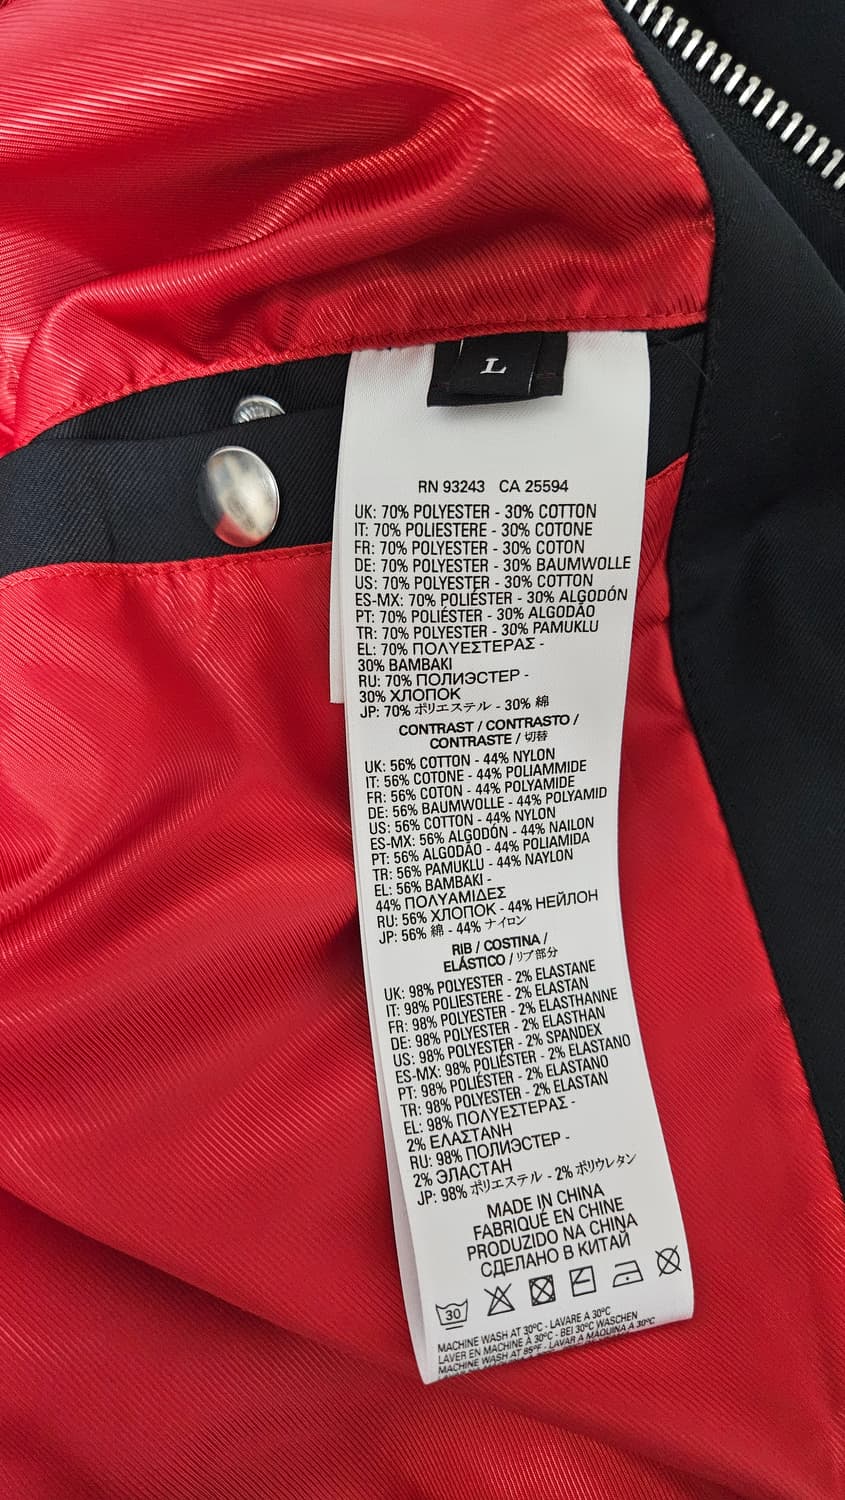 L
RN 93243 CA 25594
UK: 70% POLYESTER - 30% COTTON
IT: 70% POLIESTERE - 30% COTONE
FR: 70% POLYESTER - 30% COTON
DE: 70% POLYESTER - 30% BAUMWOLLE
US: 70% POLYESTER - 30% COTTON
ES-MX: 70% POLIÉSTER - 30% ALGODÓN
PT: 70% POLIÉSTER - 30% ALGODÃO
TR: 70% POLYESTER - 30% PAMUKLU
EL: 70% ΠΟΛΥΕΣΤΕΡΑΣ -
30% ΒΑΜΒΑΚΙ
RU: 70% ПОЛИЭСТЕР -
30% ХЛОПОК
JP: 70% ポリエステル - 30% 綿
CONTRAST / CONTRASTO /
CONTRASTE / 切替
UK: 56% COTTON - 44% NYLON
IT: 56% COTONE - 44% POLIAMMIDE
FR: 56% COTON - 44% POLYAMIDE
DE: 56% BAUMWOLLE - 44% POLYAMID
US: 56% COTTON - 44% NYLON
ES-MX: 56% ALGODÓN - 44% NAILON
PT: 56% ALGODÃO - 44% POLIAMIDA
TR: 56% PAMUKLU - 44% NAYLON
EL: 56% ΒΑΜΒΑΚΙ -
44% ΠΟΛΥΑΜΙΔΕΣ
RU: 56% ХЛОПОК - 44% НЕЙЛОН
JP: 56% 綿 - 44% ナイロン
RIB / COSTINA /
ELÁSTICO / リブ部分
UK: 98% POLYESTER - 2% ELASTANE
IT: 98% POLIESTERE - 2% ELASTAN
FR: 98% POLYESTER - 2% ELASTHANNE
DE: 98% POLYESTER - 2% ELASTHAN
US: 98% POLYESTER - 2% SPANDEX
ES-MX: 98% POLIÉSTER - 2% ELASTANO
PT: 98% POLIÉSTER - 2% ELASTANO
TR: 98% POLYESTER - 2% ELASTAN
EL: 98% ΠΟΛΥΕΣΤΕΡΑΣ -
2% ΕΛΑΣΤΑΝΗ
RU: 98% ПОЛИЭСТЕР -
2% ЭЛАСТАН
JP: 98% ポリエステル - 2% ポリウレタン
MADE IN CHINA
FABRIQUÉ EN CHINE
PRODUZIDO NA CHINA
СДЕЛАНО В КИТАЙ
30
MACHINE WASH AT 30ºC - LAVARE A 30ºC
LAVER EN MACHINE À 30ºC - BEI 30ºC WASCHEN
MACHINE WASH AT 85ºF - LAVAR A MÁQUINA A 30ºC